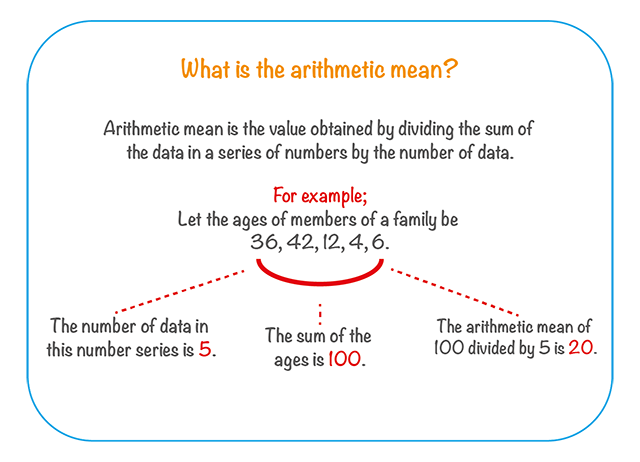 What is the arithmetic mean?
Arithmetic mean is the value obtained by dividing the sum of
the data in a series of numbers by the number of data.
For example;
Let the ages of members of a family be
36, 42, 12, 4, 6.
The number of data in
this number series is 5.
The sum of the
ages is 100.
The arithmetic mean of
100 divided by 5 is 20.